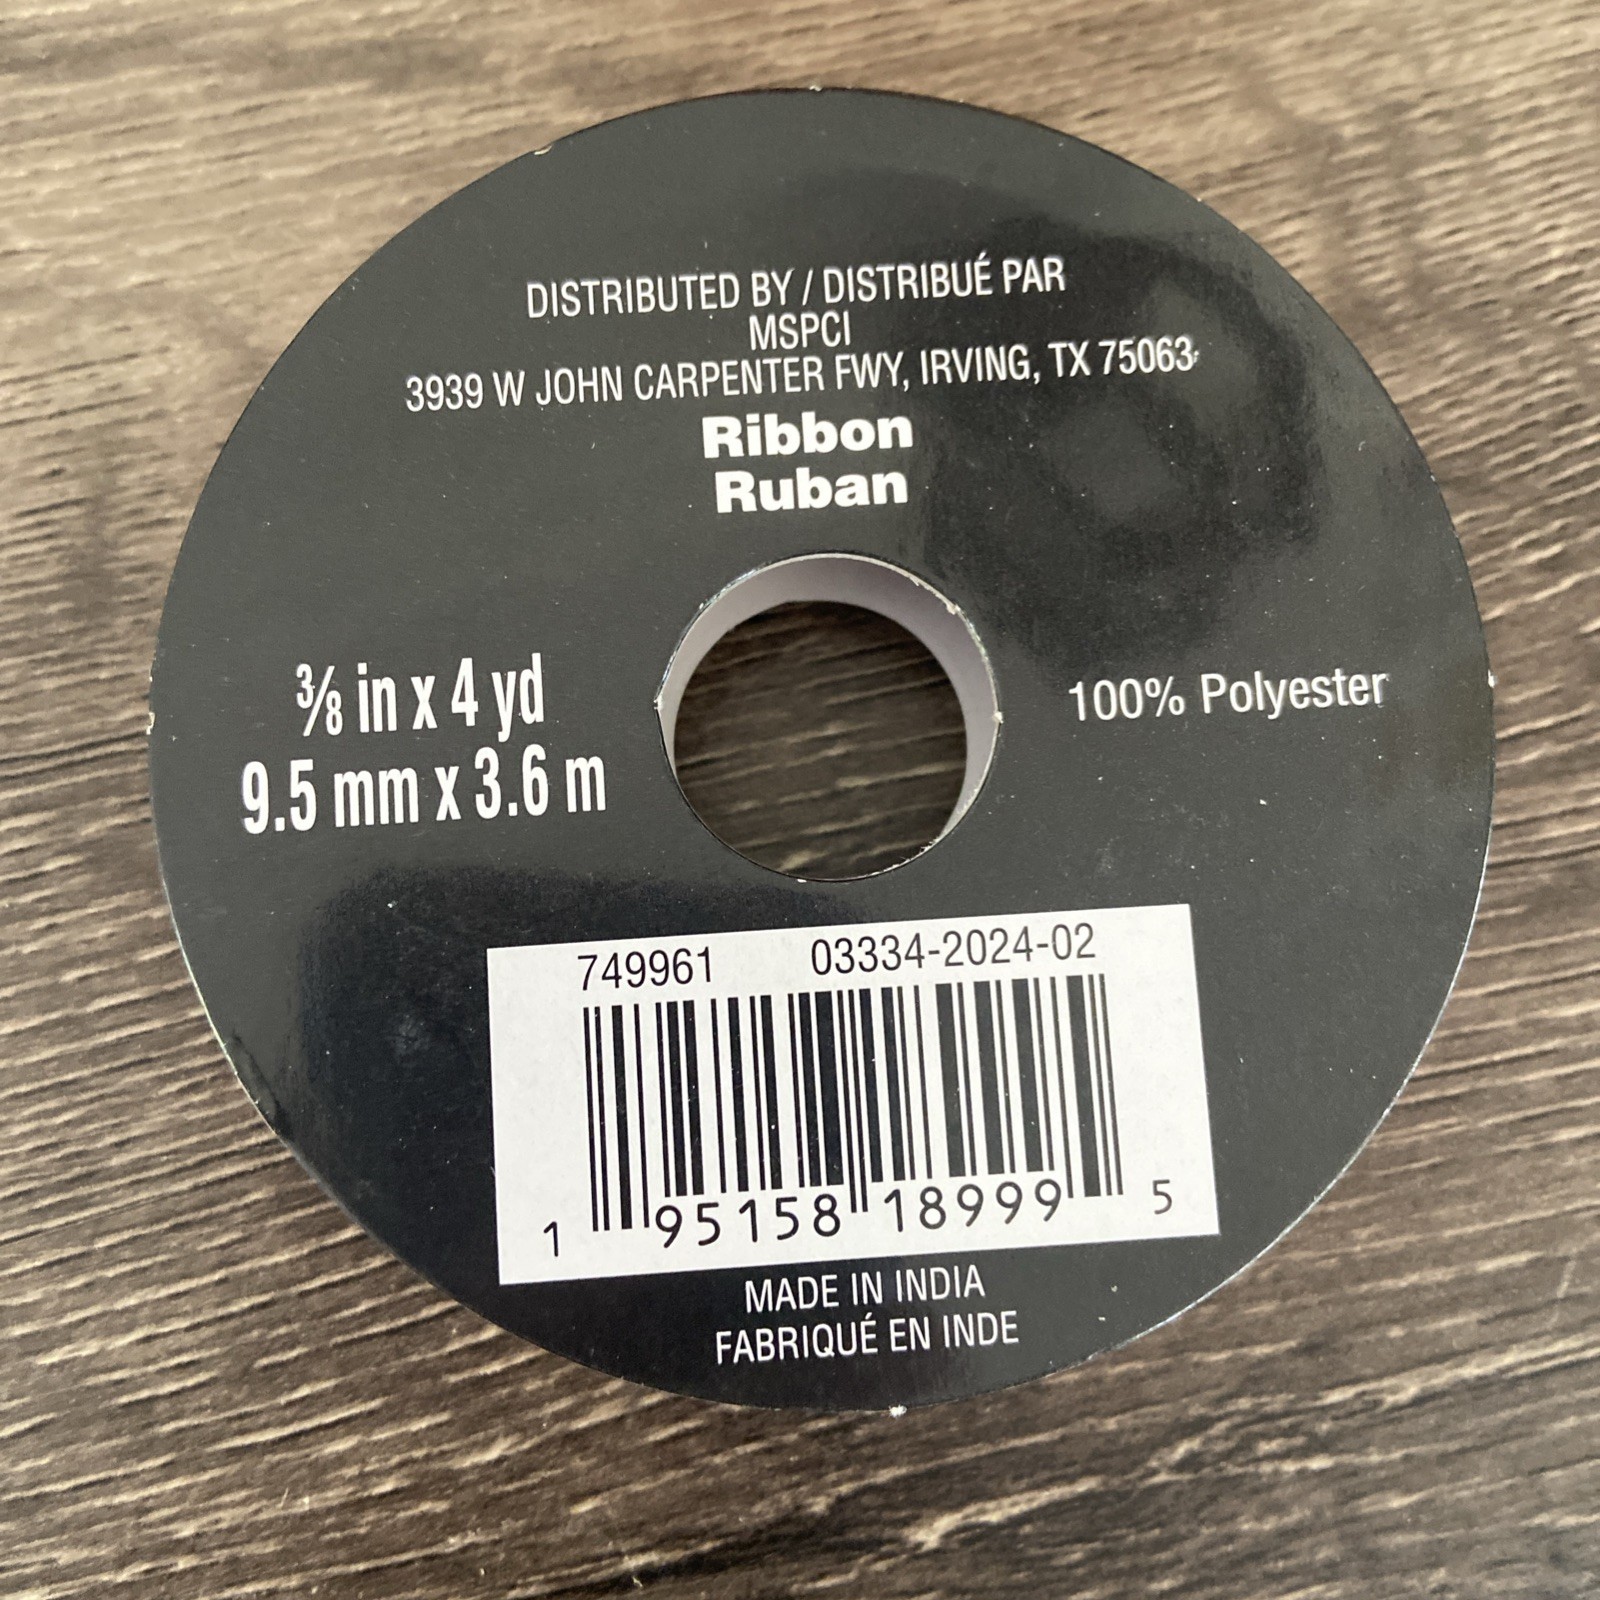 DISTRIBUTED BY / DISTRIBUÉ PAR
MSPCI
3939 W JOHN CARPENTER FWY, IRVING, TX 75063
Ribbon
Ruban
⅜ in x 4 yd
9.5 mm x 3.6 m
100% Polyester
749961 03334-2024-02
1 95158 18999 5
MADE IN INDIA
FABRIQUÉ EN INDE